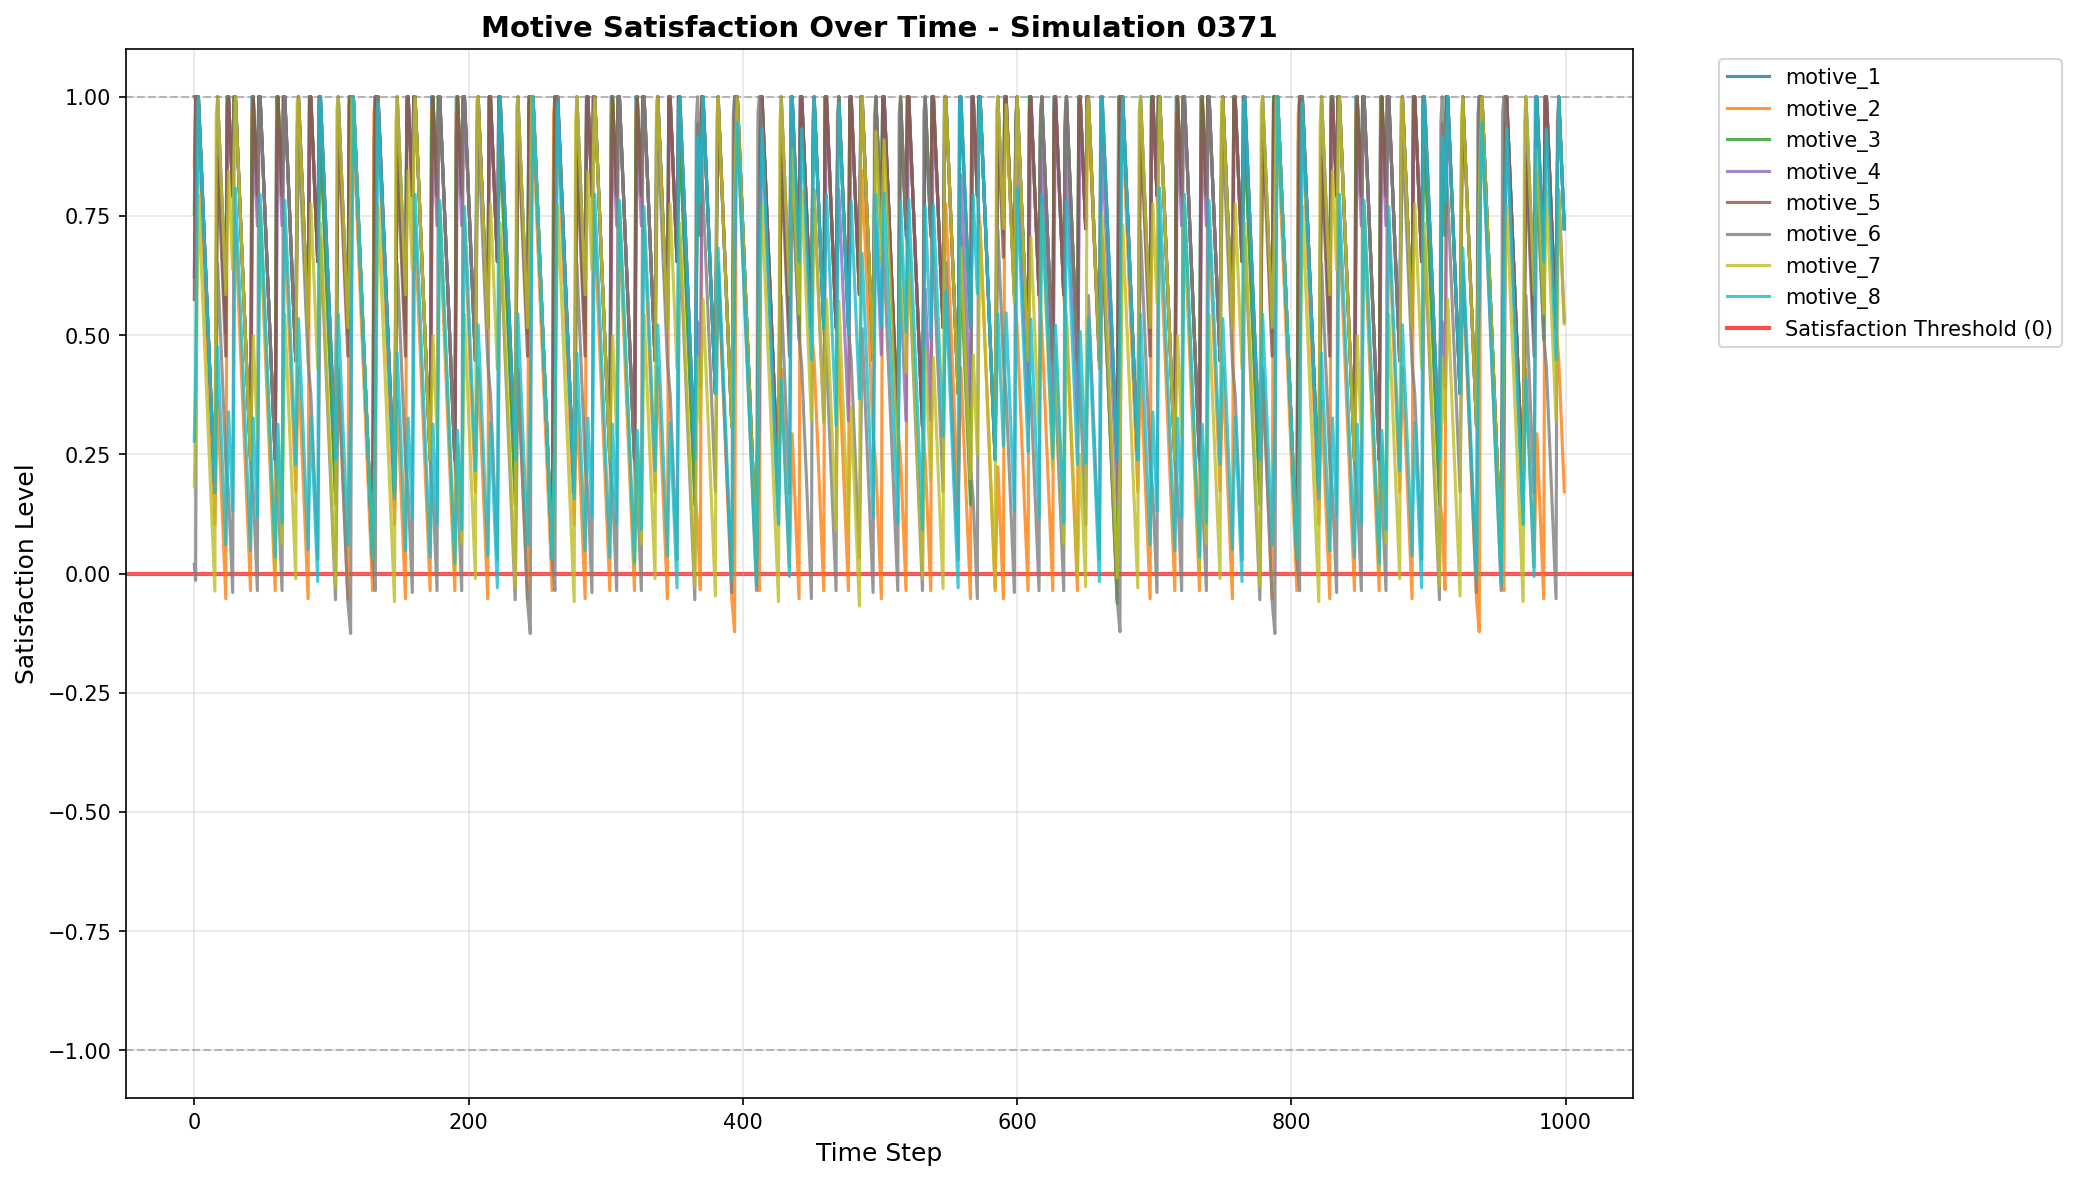 Motive Satisfaction Over Time - Simulation 0371
1.00
0.75
0.50
0.25
0.00
−0.25
−0.50
−0.75
−1.00
Satisfaction Level
0 200 400 600 800 1000
Time Step
motive_1
motive_2
motive_3
motive_4
motive_5
motive_6
motive_7
motive_8
Satisfaction Threshold (0)